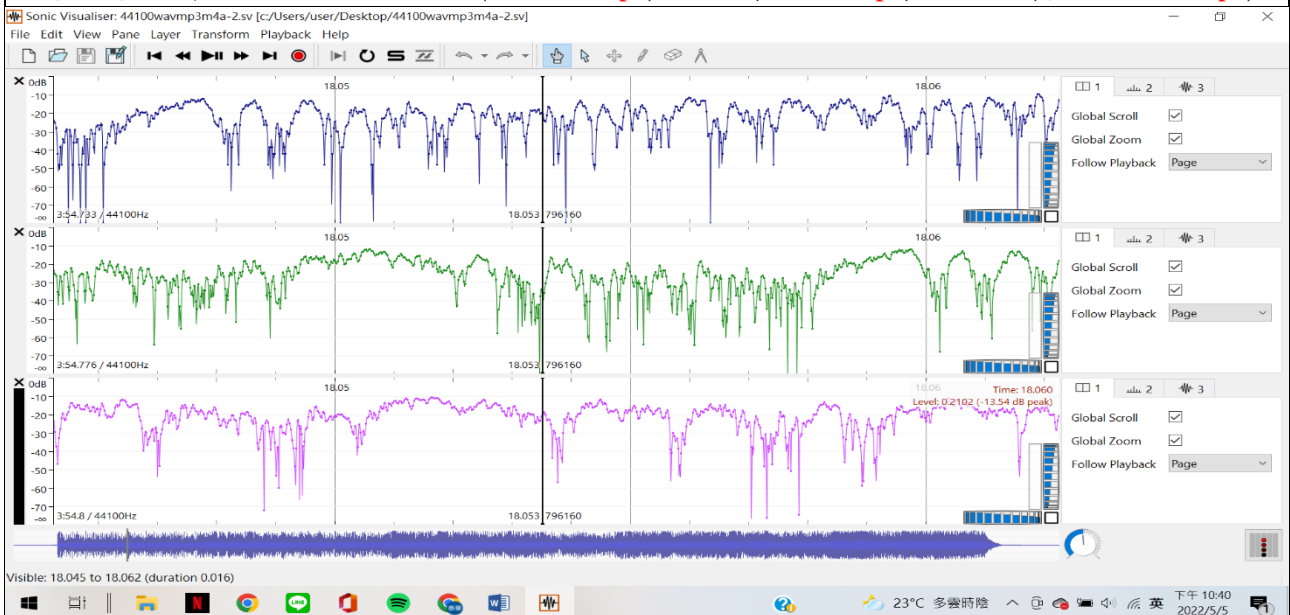 Sonic Visualiser: 44100wavmp3m4a-2.sv [c:/Users/user/Desktop/44100wavmp3m4a-2.sv]
File Edit View Pane Layer Transform Playback Help
0dB
-10
-20
-30
-40
-50
-60
-70
-∞
18.05
18.06
3:54.733 / 44100Hz
18.053
796160
1
2
3
Global Scroll
Global Zoom
Follow Playback Page
0dB
-10
-20
-30
-40
-50
-60
-70
-∞
18.05
18.06
3:54.776 / 44100Hz
18.053
796160
1
2
3
Global Scroll
Global Zoom
Follow Playback Page
0dB
-10
-20
-30
-40
-50
-60
-70
-∞
18.05
18.06
Time: 18.060
Level: 0.2102 (-13.54 dB peak)
3:54.8 / 44100Hz
18.053
796160
1
2
3
Global Scroll
Global Zoom
Follow Playback Page
Visible: 18.045 to 18.062 (duration 0.016)
N
LINE
W
23°C 多雲時陰
英
下午 10:40
2022/5/5